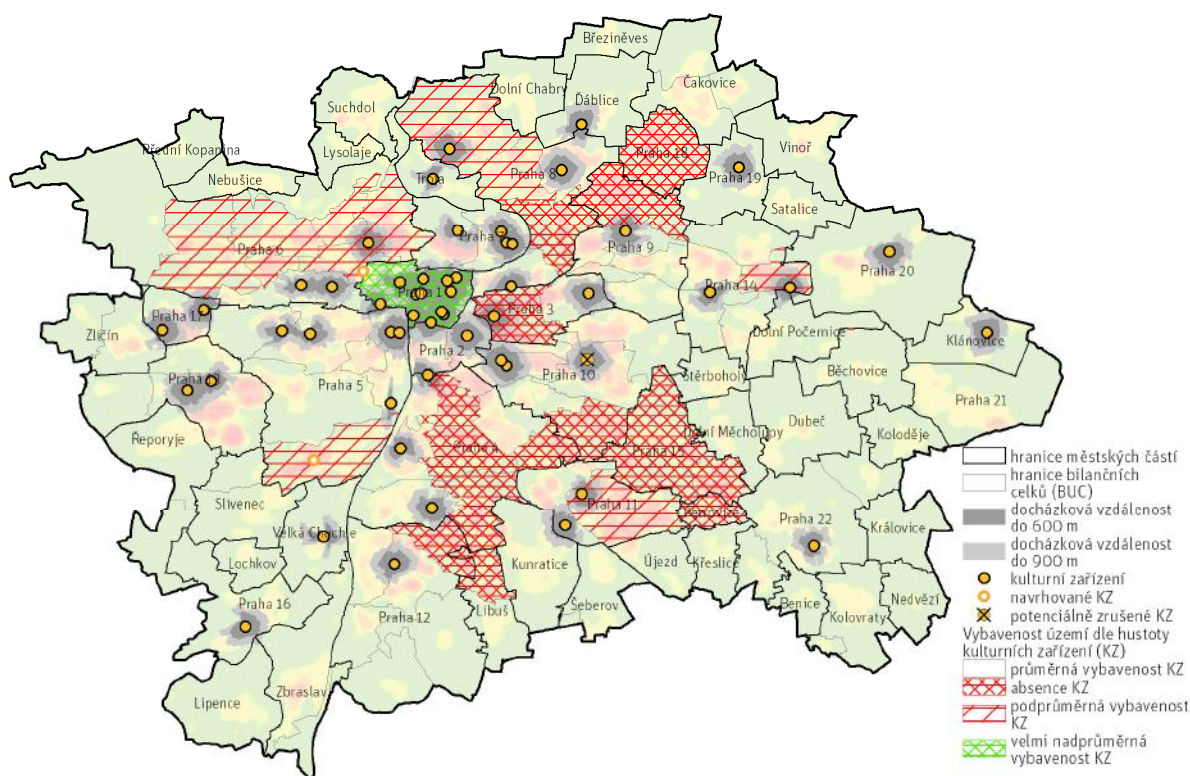 Březiněves
Dolní Chabry
Ďáblice
Čakovice
Suchdol
Přední Kopanina
Lysolaje
Nebušice
Troja
Praha 8
Praha 18
Praha 19
Vinoř
Satalice
Praha 6
Praha 7
Praha 9
Praha 20
Praha 1
Praha 14
Praha 17
Praha 3
Zličín
Praha 2
Dolní Počernice
Klánovice
Praha 5
Praha 10
Štěrboholy
Běchovice
Praha 21
Řeporyje
Praha 4
Dolní Měcholupy
Dubeč
Koloděje
Praha 15
Slivenec
Praha 11
Petrovice
Velká Chuchle
Praha 22
Královice
Lochkov
Kunratice
Újezd
Křeslice
Praha 16
Praha 12
Libuš
Šeberov
Benice
Kolovraty
Nedvězí
Lipence
Zbraslav
hranice městských částí
hranice bilančních
celků (BUC)
docházková vzdálenost
do 600 m
docházková vzdálenost
do 900 m
kulturní zařízení
navrhované KZ
potenciálně zrušené KZ
Vybavenost území dle hustoty
kulturních zařízení (KZ)
průměrná vybavenost KZ
absence KZ
podprůměrná vybavenost
KZ
velmi nadprůměrná
vybavenost KZ